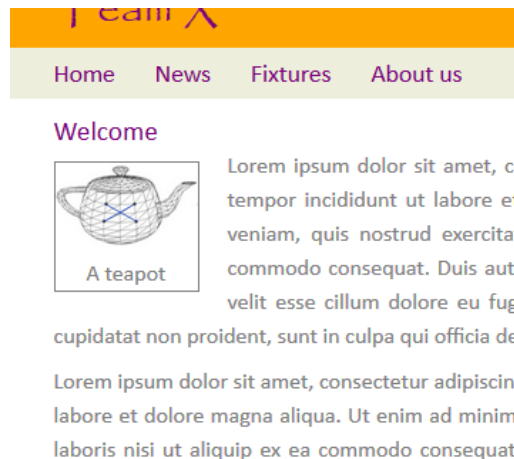 Team X
Home News Fixtures About us
Welcome
Lorem ipsum dolor sit amet, c
tempor incididunt ut labore et
veniam, quis nostrud exercita
commodo consequat. Duis aut
velit esse cillum dolore eu fug
A teapot
cupidatat non proident, sunt in culpa qui officia de
Lorem ipsum dolor sit amet, consectetur adipiscin
labore et dolore magna aliqua. Ut enim ad minim
laboris nisi ut aliquip ex ea commodo consequat